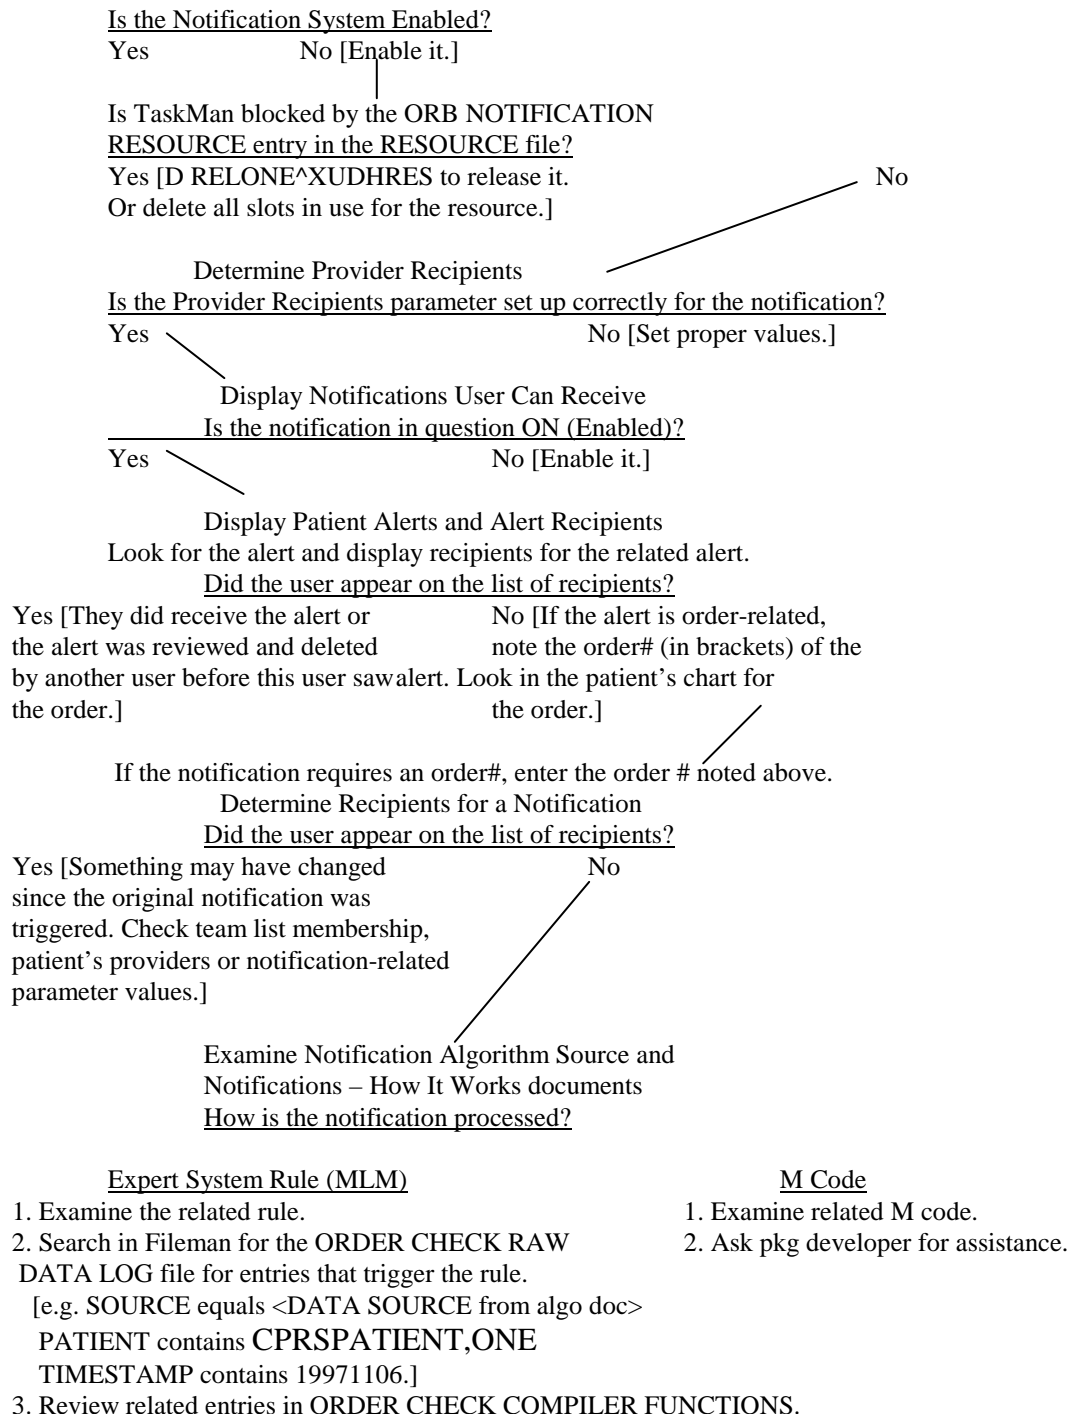 Is the Notification System Enabled?
Yes No [Enable it.]
Is TaskMan blocked by the ORB NOTIFICATION
RESOURCE entry in the RESOURCE file?
Yes [D RELONE^XUDHRES to release it. No
Or delete all slots in use for the resource.]
Determine Provider Recipients
Is the Provider Recipients parameter set up correctly for the notification?
Yes No [Set proper values.]
Display Notifications User Can Receive
Is the notification in question ON (Enabled)?
Yes No [Enable it.]
Display Patient Alerts and Alert Recipients
Look for the alert and display recipients for the related alert.
Did the user appear on the list of recipients?
Yes [They did receive the alert or No [If the alert is order-related,
the alert was reviewed and deleted note the order# (in brackets) of the
by another user before this user saw alert. Look in the patient’s chart for
the order.] the order.]
If the notification requires an order#, enter the order # noted above.
Determine Recipients for a Notification
Did the user appear on the list of recipients?
Yes [Something may have changed No
since the original notification was
triggered. Check team list membership,
patient’s providers or notification-related
parameter values.]
Examine Notification Algorithm Source and
Notifications – How It Works documents
How is the notification processed?
Expert System Rule (MLM) M Code
1. Examine the related rule. 1. Examine related M code.
2. Search in Fileman for the ORDER CHECK RAW 2. Ask pkg developer for assistance.
DATA LOG file for entries that trigger the rule.
[e.g. SOURCE equals <DATA SOURCE from algo doc>
PATIENT contains CPRSPATIENT,ONE
TIMESTAMP contains 19971106.]
3. Review related entries in ORDER CHECK COMPILER FUNCTIONS.